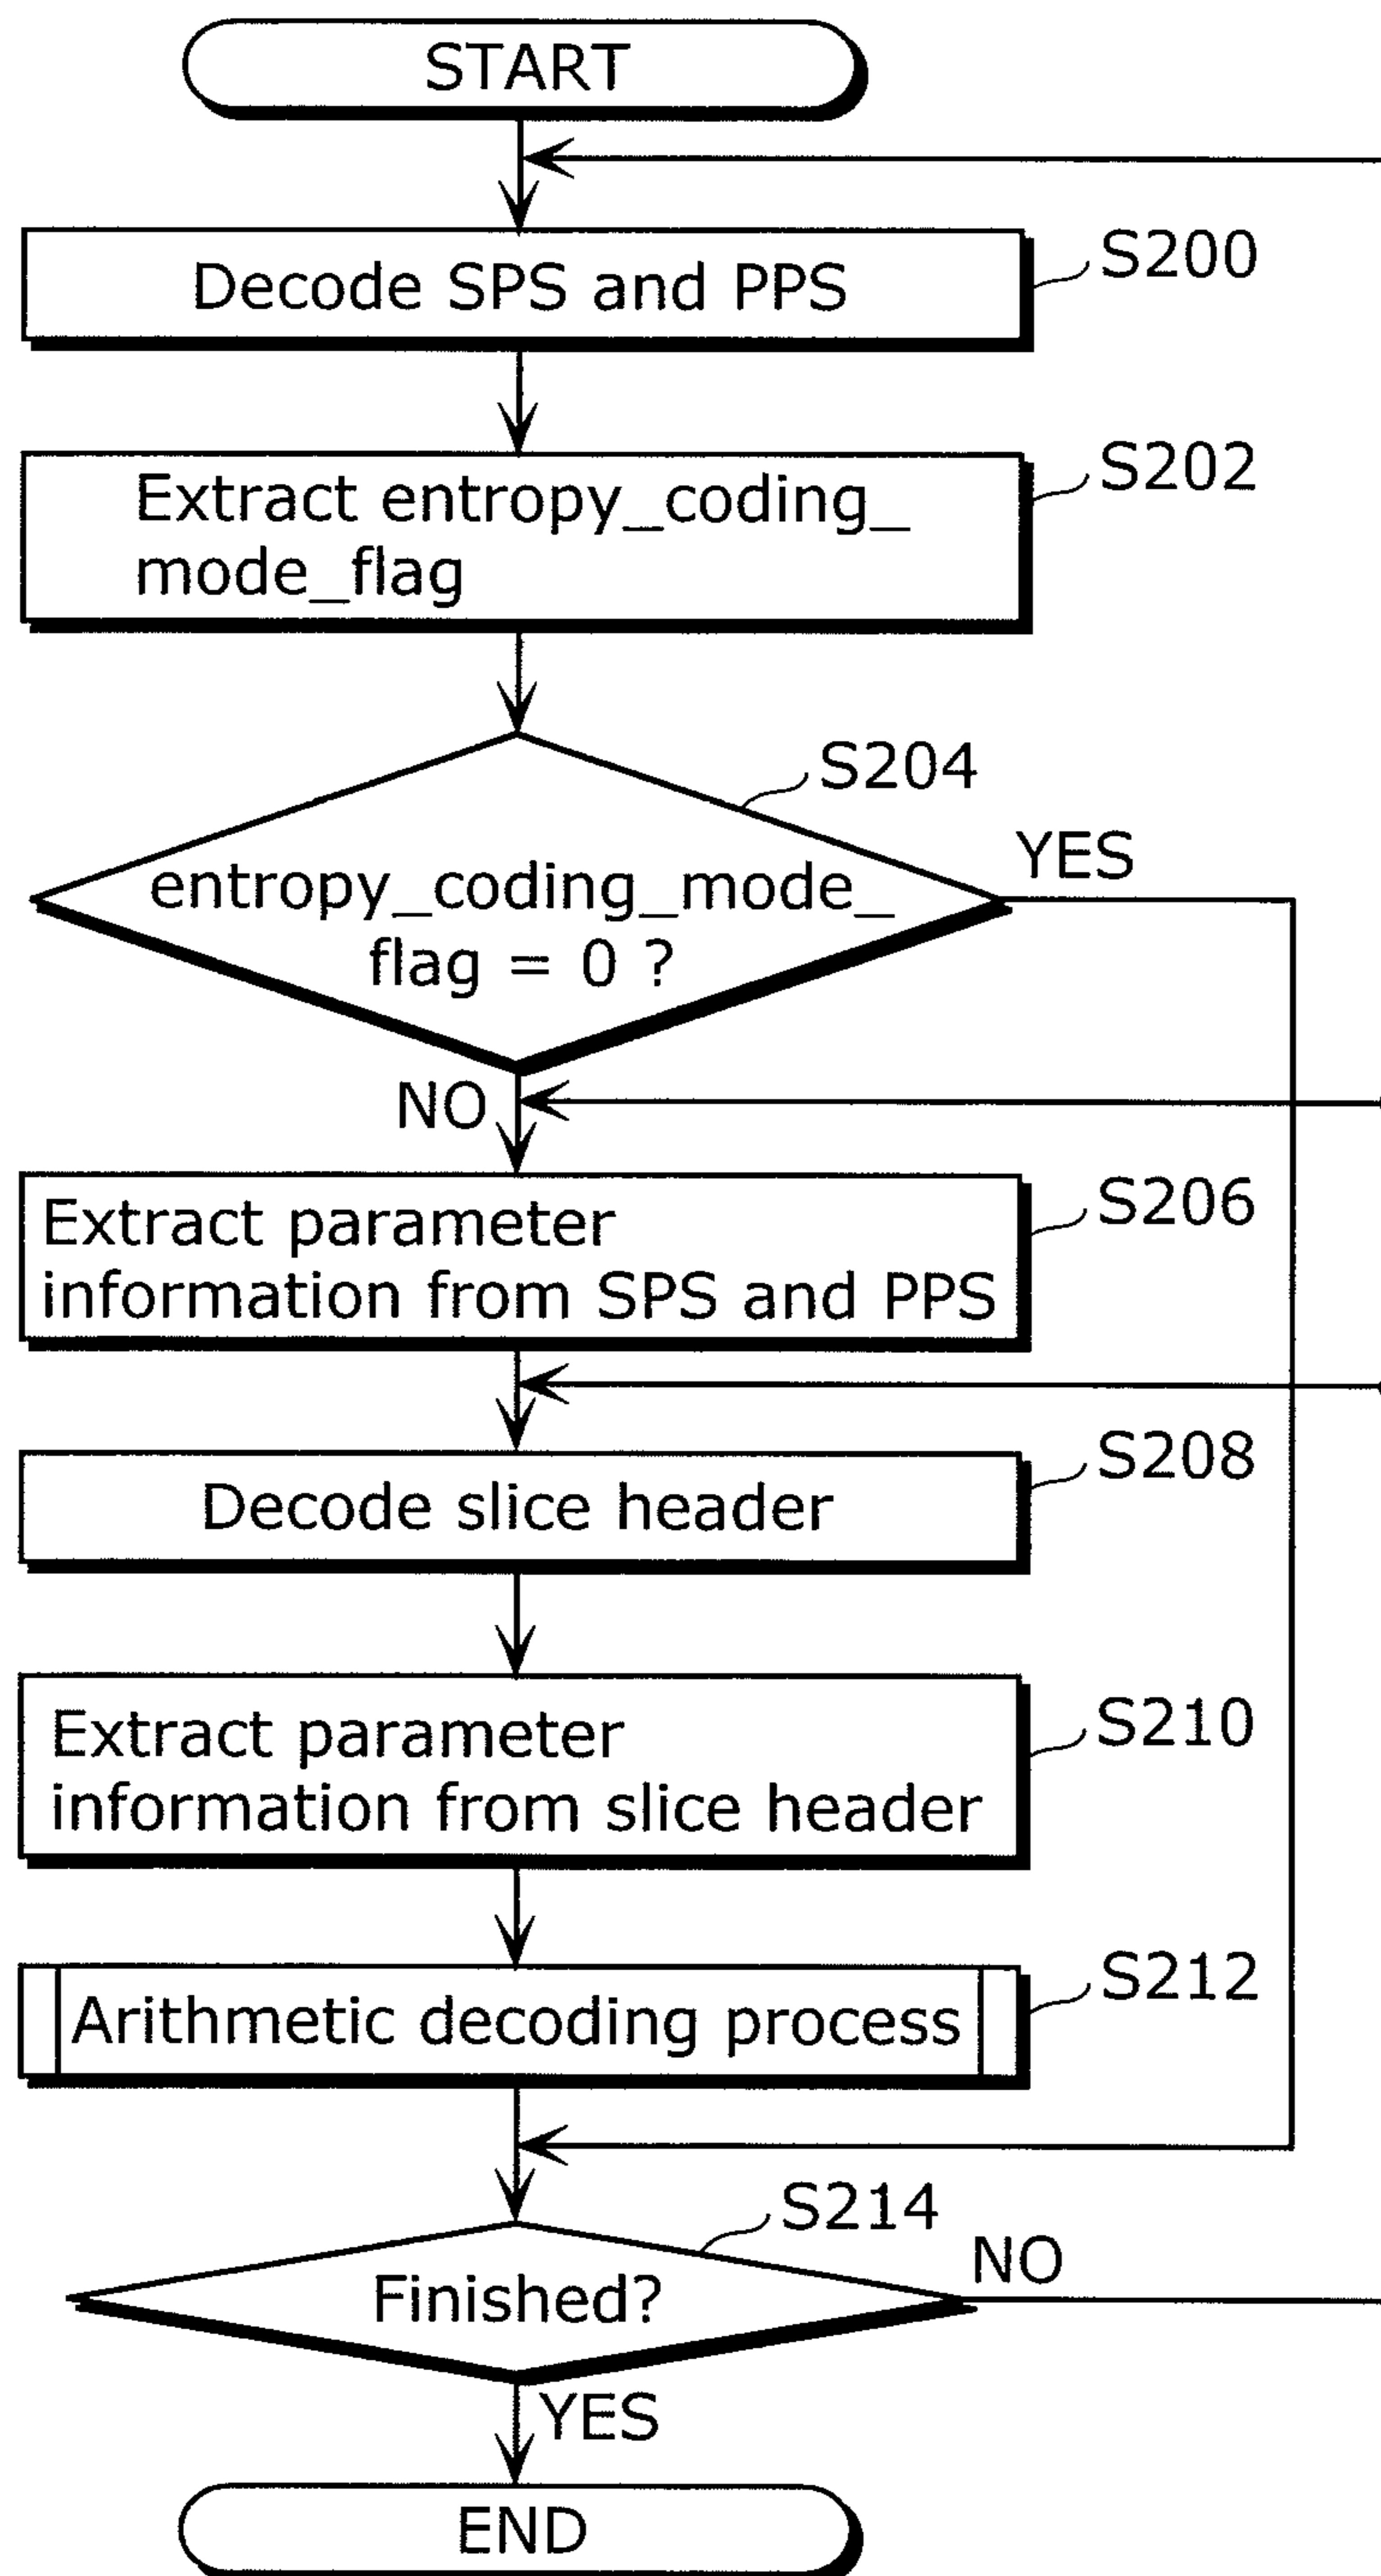 START
Decode SPS and PPS
S200
Extract entropy_coding_
mode_flag
S202
S204
entropy_coding_mode_
flag = 0 ?
YES
NO
Extract parameter
information from SPS and PPS
S206
Decode slice header
S208
Extract parameter
information from slice header
S210
Arithmetic decoding process
S212
S214
Finished?
NO
YES
END